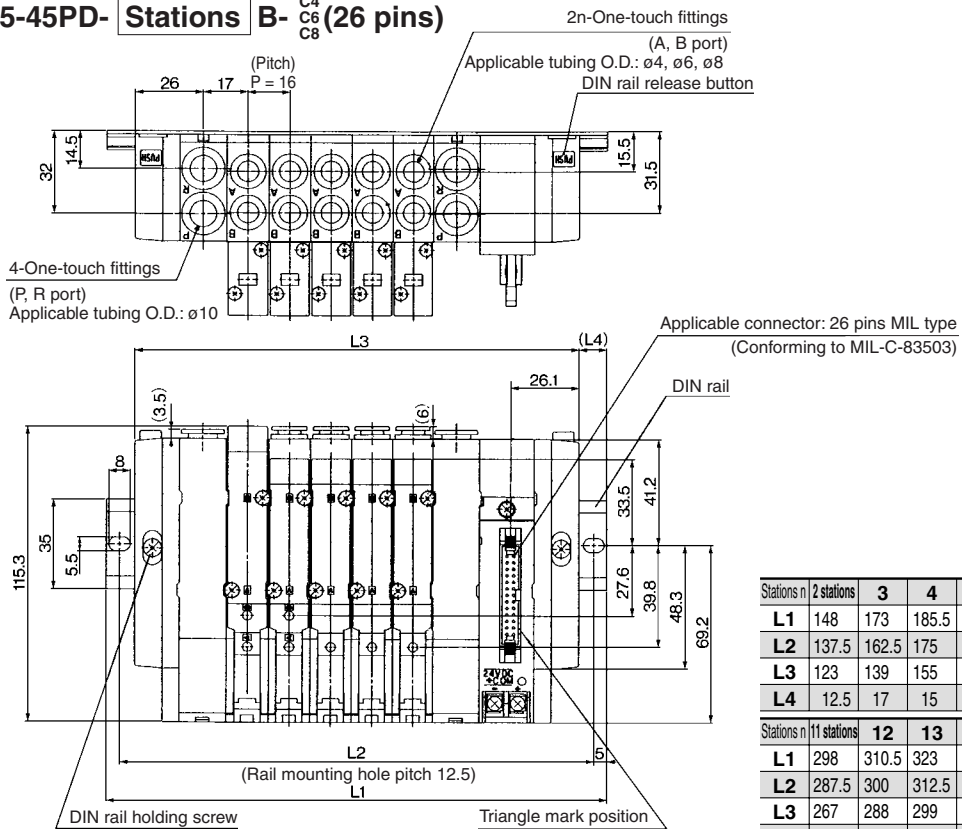 5-45PD- Stations B- C4 C6 C8 (26 pins)
2n-One-touch fittings
(A, B port)
Applicable tubing O.D.: ø4, ø6, ø8
DIN rail release button
(Pitch)
26 17 P = 16
32 14.5 15.5 31.5
PUSH PUSH
R A A A A A R
P B B B B B P
4-One-touch fittings
(P, R port)
Applicable tubing O.D.: ø10
Applicable connector: 26 pins MIL type
(Conforming to MIL-C-83503)
L3 (L4)
26.1
DIN rail
(3.5) (6)
8
115.3 35 5.5
33.5 41.2
27.6 39.8 48.3 69.2
24VDC
+COM
- +
L2 5
(Rail mounting hole pitch 12.5)
L1
DIN rail holding screw
Triangle mark position
Stations n 2 stations 3 4
L1 148 173 185.5
L2 137.5 162.5 175
L3 123 139 155
L4 12.5 17 15
Stations n 11 stations 12 13
L1 298 310.5 323
L2 287.5 300 312.5
L3 267 288 299